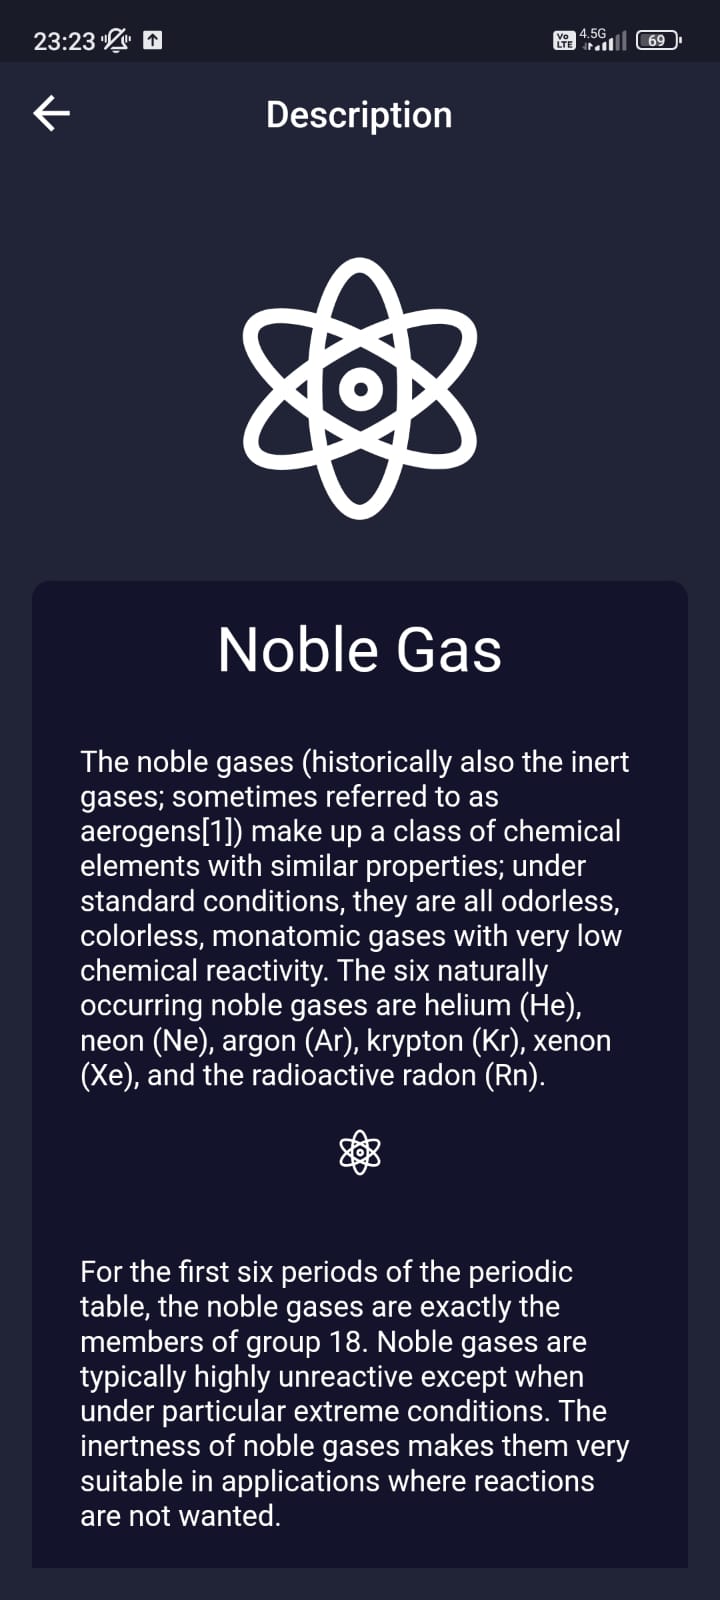 23:23
Vo LTE 4.5G 69
Description
Noble Gas
The noble gases (historically also the inert
gases; sometimes referred to as
aerogens[1]) make up a class of chemical
elements with similar properties; under
standard conditions, they are all odorless,
colorless, monatomic gases with very low
chemical reactivity. The six naturally
occurring noble gases are helium (He),
neon (Ne), argon (Ar), krypton (Kr), xenon
(Xe), and the radioactive radon (Rn).
For the first six periods of the periodic
table, the noble gases are exactly the
members of group 18. Noble gases are
typically highly unreactive except when
under particular extreme conditions. The
inertness of noble gases makes them very
suitable in applications where reactions
are not wanted.